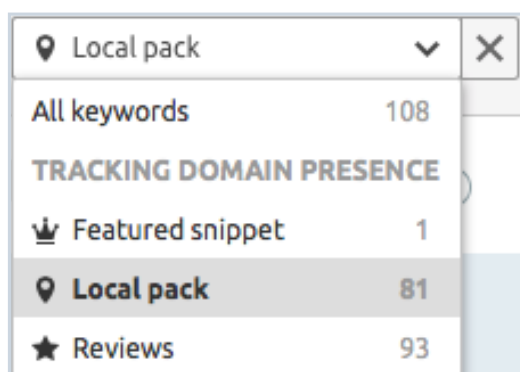 Local pack
All keywords 108
TRACKING DOMAIN PRESENCE
Featured snippet 1
Local pack 81
Reviews 93